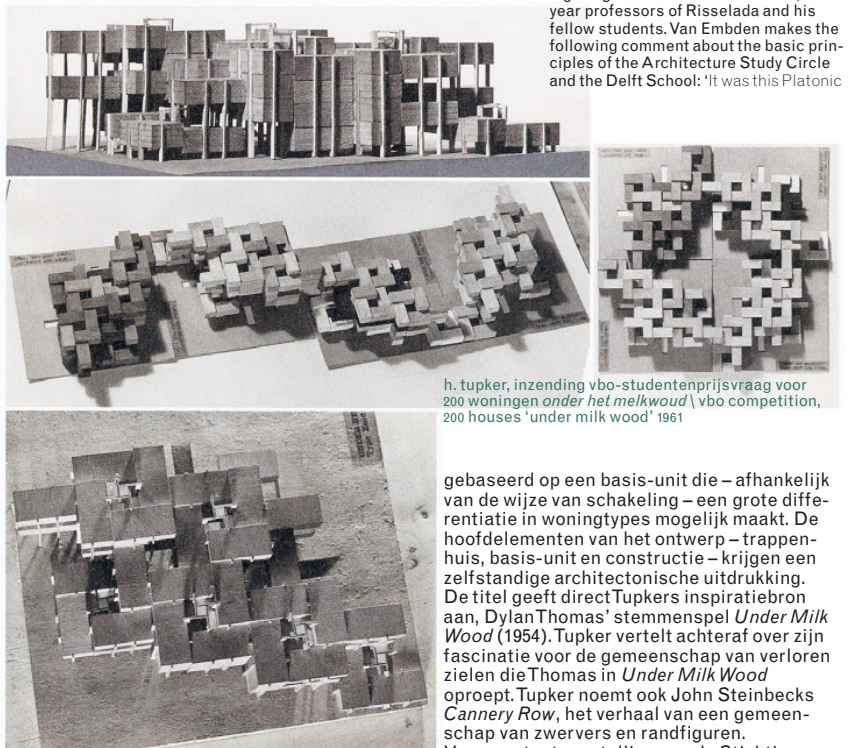 year professors of Risselada and his
fellow students. Van Embden makes the
following comment about the basic prin-
ciples of the Architecture Study Circle
and the Delft School: ‘It was this Platonic
h. tupker, inzending vbo-studentenprijsvraag voor
200 woningen onder het melkwoud \ vbo competition,
200 houses ‘under milk wood’ 1961
gebaseerd op een basis-unit die – afhankelijk
van de wijze van schakeling – een grote diffe-
rentiatie in woningtypes mogelijk maakt. De
hoofdelementen van het ontwerp – trappen-
huis, basis-unit en constructie – krijgen een
zelfstandige architectonische uitdrukking.
De titel geeft direct Tupkers inspiratiebron
aan, Dylan Thomas’ stemmenspel Under Milk
Wood (1954). Tupker vertelt achteraf over zijn
fascinatie voor de gemeenschap van verloren
zielen die Thomas in Under Milk Wood
oproept. Tupker noemt ook John Steinbecks
Cannery Row, het verhaal van een gemeen-
schap van zwervers en randfiguren.